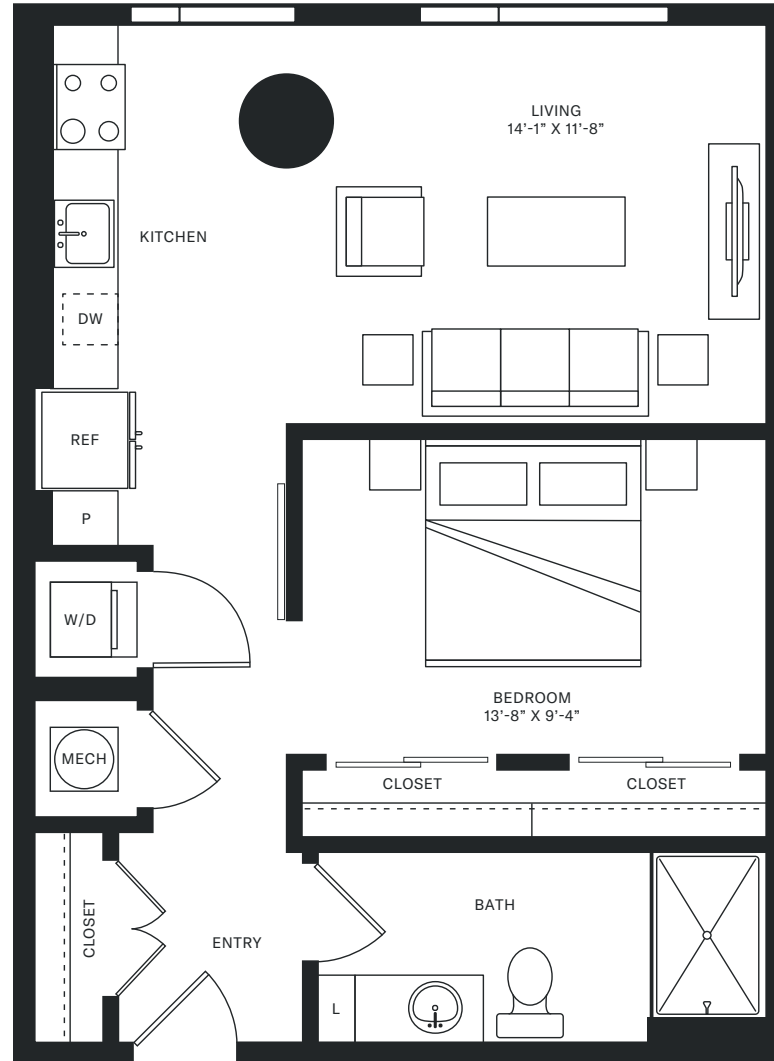 LIVING
14’-1” X 11’-8”
KITCHEN
DW
REF
P
W/D
BEDROOM
13’-8” X 9’-4”
MECH
CLOSET
CLOSET
CLOSET
BATH
ENTRY
L